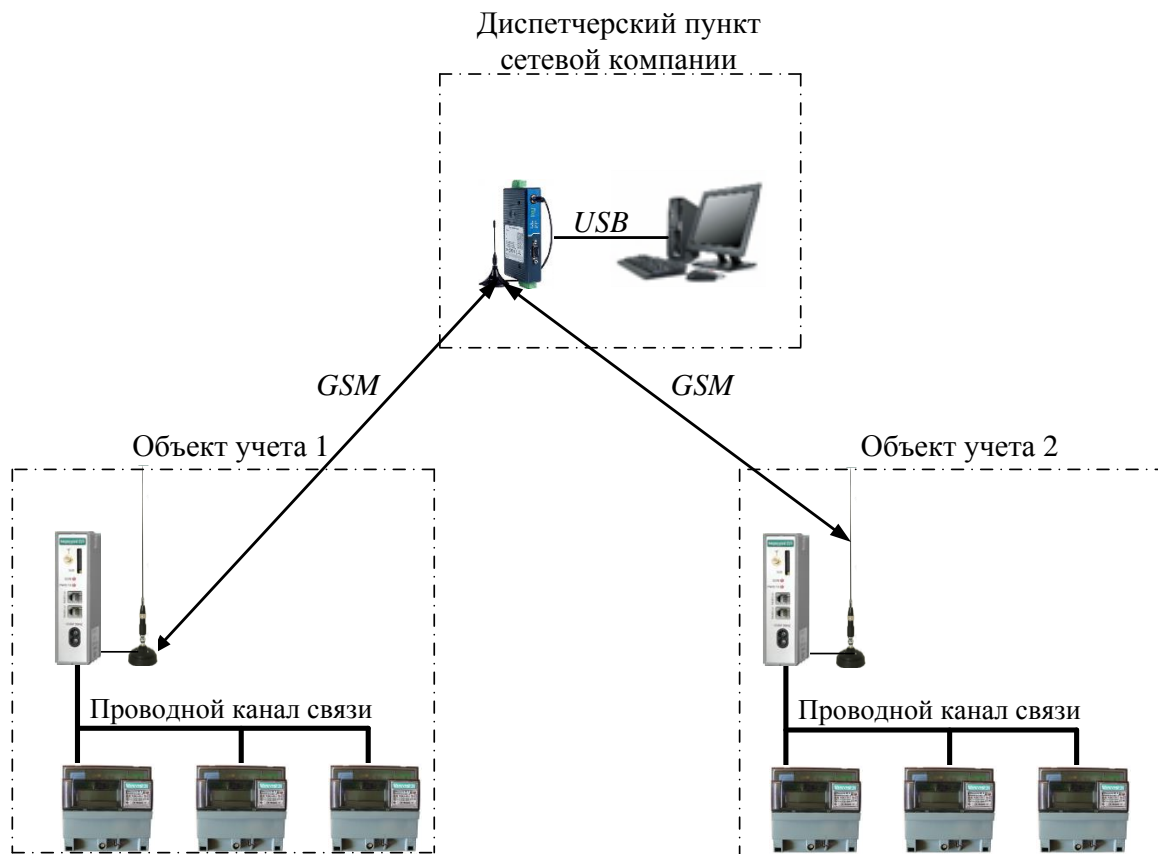 Диспетчерский пункт
сетевой компании
USB
GSM
GSM
Объект учета 1
Объект учета 2
Проводной канал связи
Проводной канал связи